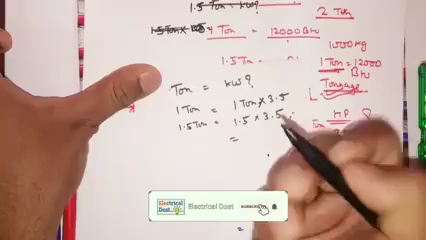 1.5 Ton = kw?
2 Ton
1 Ton = 12000 Btu
1000 kg
1.5 Ton =
1 Ton = 12000
Btu
Ton = kw?
Tonnage
1 Ton = 1 Ton x 3.5
HP
1.5 Ton = 1.5 x 3.5
Ton
=
Electrical Dost
Electrical Dost
SUBSCRIBE
=